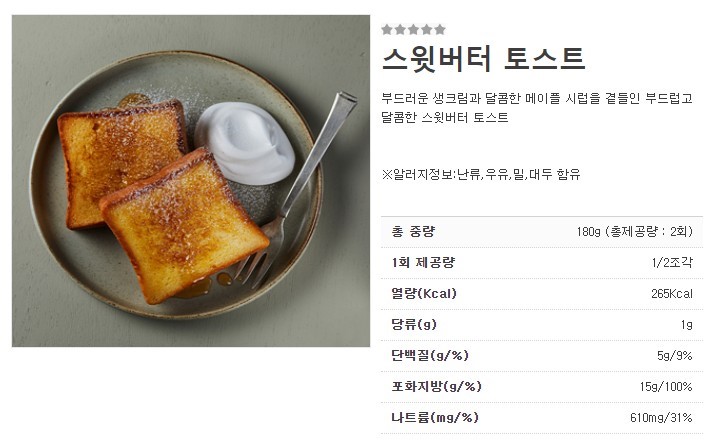 스윗버터 토스트
부드러운 생크림과 달콤한 메이플 시럽을 곁들인 부드럽고
달콤한 스윗버터 토스트
※알러지정보:난류,우유,밀,대두 함유
총 중량 180g (총제공량 : 2회)
1회 제공량 1/2조각
열량(Kcal) 265Kcal
당류(g) 1g
단백질(g/%) 5g/9%
포화지방(g/%) 15g/100%
나트륨(mg/%) 610mg/31%